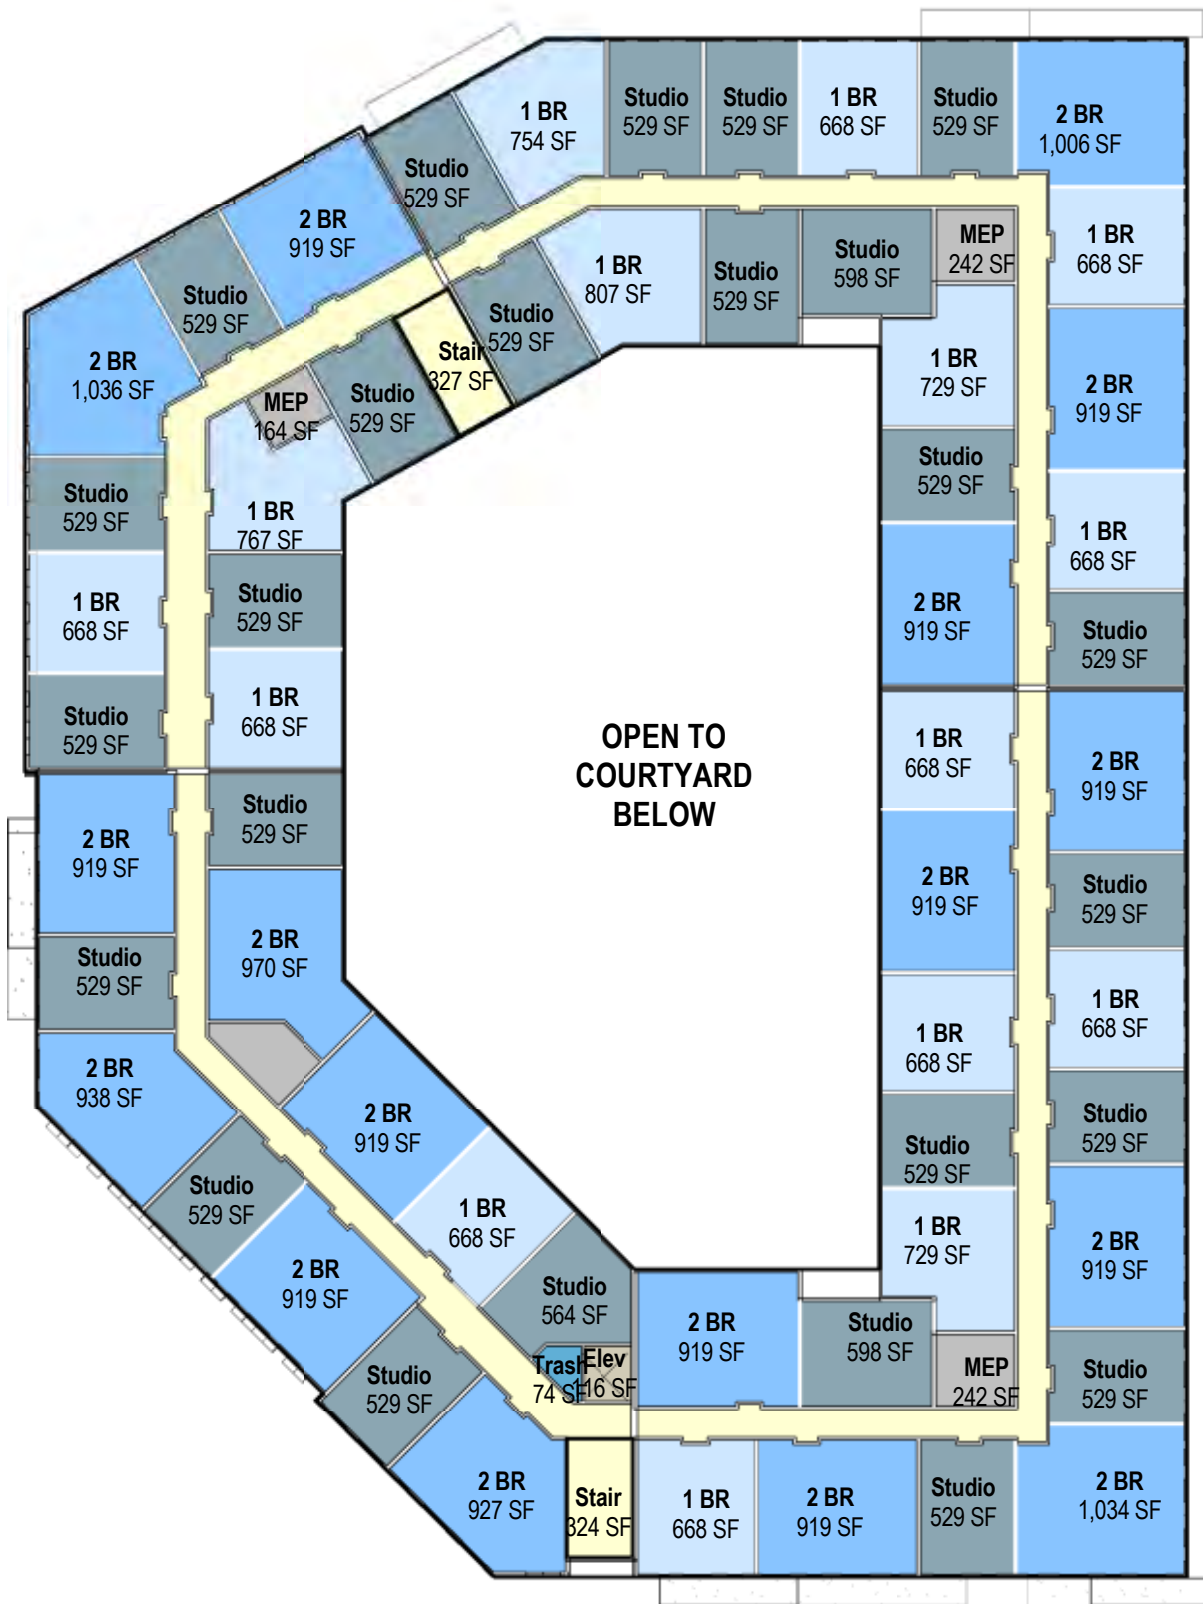 1 BR
754 SF
Studio
529 SF
Studio
529 SF
1 BR
668 SF
Studio
529 SF
2 BR
1,006 SF
Studio
529 SF
2 BR
919 SF
Studio
529 SF
2 BR
1,036 SF
1 BR
807 SF
Studio
529 SF
Studio
598 SF
MEP
242 SF
1 BR
668 SF
Studio
529 SF
Stair
327 SF
Studio
529 SF
MEP
164 SF
1 BR
729 SF
2 BR
919 SF
Studio
529 SF
1 BR
767 SF
Studio
529 SF
1 BR
668 SF
1 BR
668 SF
Studio
529 SF
2 BR
919 SF
Studio
529 SF
Studio
529 SF
1 BR
668 SF
OPEN TO
COURTYARD
BELOW
1 BR
668 SF
2 BR
919 SF
2 BR
919 SF
Studio
529 SF
2 BR
919 SF
Studio
529 SF
Studio
529 SF
2 BR
970 SF
1 BR
668 SF
1 BR
668 SF
2 BR
938 SF
2 BR
919 SF
Studio
529 SF
Studio
529 SF
Studio
529 SF
1 BR
668 SF
1 BR
729 SF
2 BR
919 SF
2 BR
919 SF
Studio
564 SF
2 BR
919 SF
Studio
598 SF
Trash
74 SF
Elev
116 SF
MEP
242 SF
Studio
529 SF
Studio
529 SF
2 BR
927 SF
Stair
324 SF
1 BR
668 SF
2 BR
919 SF
Studio
529 SF
2 BR
1,034 SF